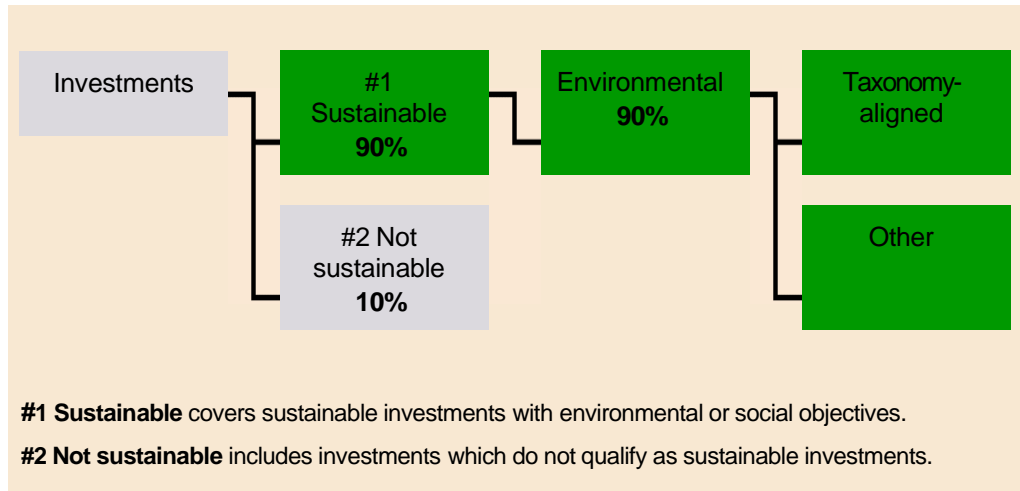 Investments
#1
Sustainable
90%
Environmental
90%
Taxonomy-
aligned
#2 Not
sustainable
10%
Other
#1 Sustainable covers sustainable investments with environmental or social objectives.
#2 Not sustainable includes investments which do not qualify as sustainable investments.